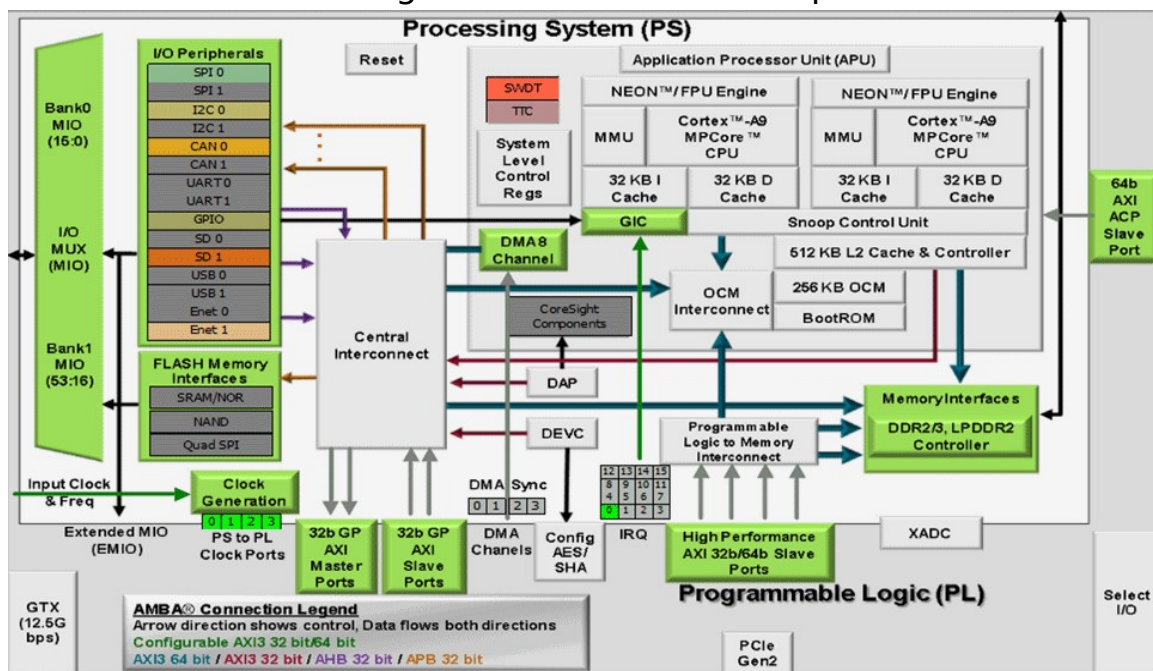 Processing System (PS)
I/O Peripherals
SPI 0
SPI 1
I2C 0
I2C 1
CAN 0
CAN 1
UART 0
UART 1
GPIO
SD 0
SD 1
USB 0
USB 1
Enet 0
Enet 1
Bank0
MIO
(15:0)
I/O
MUX
(MIO)
Bank1
MIO
(53:16)
FLASH Memory
Interfaces
SRAM/NOR
NAND
Quad SPI
Reset
Application Processor Unit (APU)
SWDT
TTC
System
Level
Control
Regs
NEON™/FPU Engine
MMU
Cortex™-A9
MPCore™
CPU
32 KB I
Cache
32 KB D
Cache
NEON™/FPU Engine
MMU
Cortex™-A9
MPCore™
CPU
32 KB I
Cache
32 KB D
Cache
GIC
Snoop Control Unit
DMA8
Channel
512 KB L2 Cache & Controller
OCM
Interconnect
256 KB OCM
BootROM
64b
AXI
ACP
Slave
Port
CoreSight
Components
Central
Interconnect
DAP
DEVC
Programmable
Logic to Memory
Interconnect
Memory Interfaces
DDR2/3, LPDDR2
Controller
Input Clock
& Freq
Clock
Generation
0 1 2 3
PS to PL
Clock Ports
Extended MIO
(EMIO)
32b GP
AXI
Master
Ports
32b GP
AXI
Slave
Ports
DMA Sync
0 1 2 3
DMA
Chanels
Config
AES/
SHA
12 13 14 15
8 9 10 11
4 5 6 7
0 1 2 3
IRQ
High Performance
AXI 32b/64b Slave
Ports
XADC
Programmable Logic (PL)
GTX
(12.5G
bps)
AMBA® Connection Legend
Arrow direction shows control, Data flows both directions
Configurable AXI3 32 bit/64 bit
AXI3 64 bit / AXI3 32 bit / AHB 32 bit / APB 32 bit
PCIe
Gen2
Select
I/O